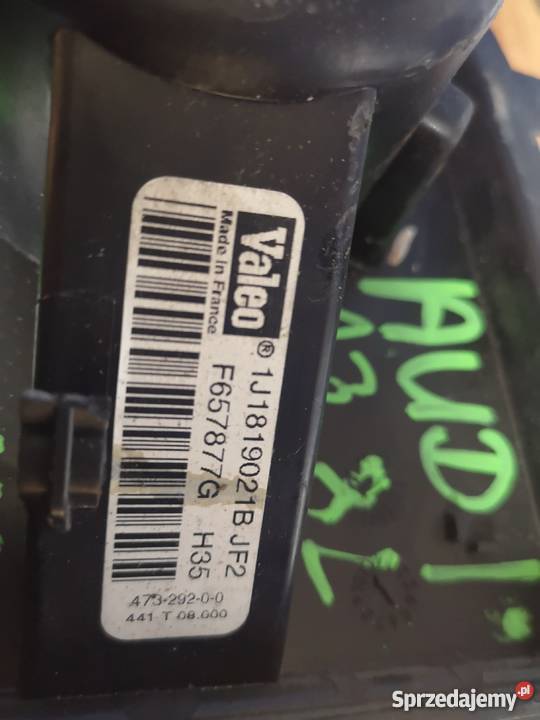 Valeo®
Made in France
1J1819021B JF2
F657877G H35
A73-292-0-0
441 T 08.000
AUDI
A3
8L
Sprzedajemy.pl